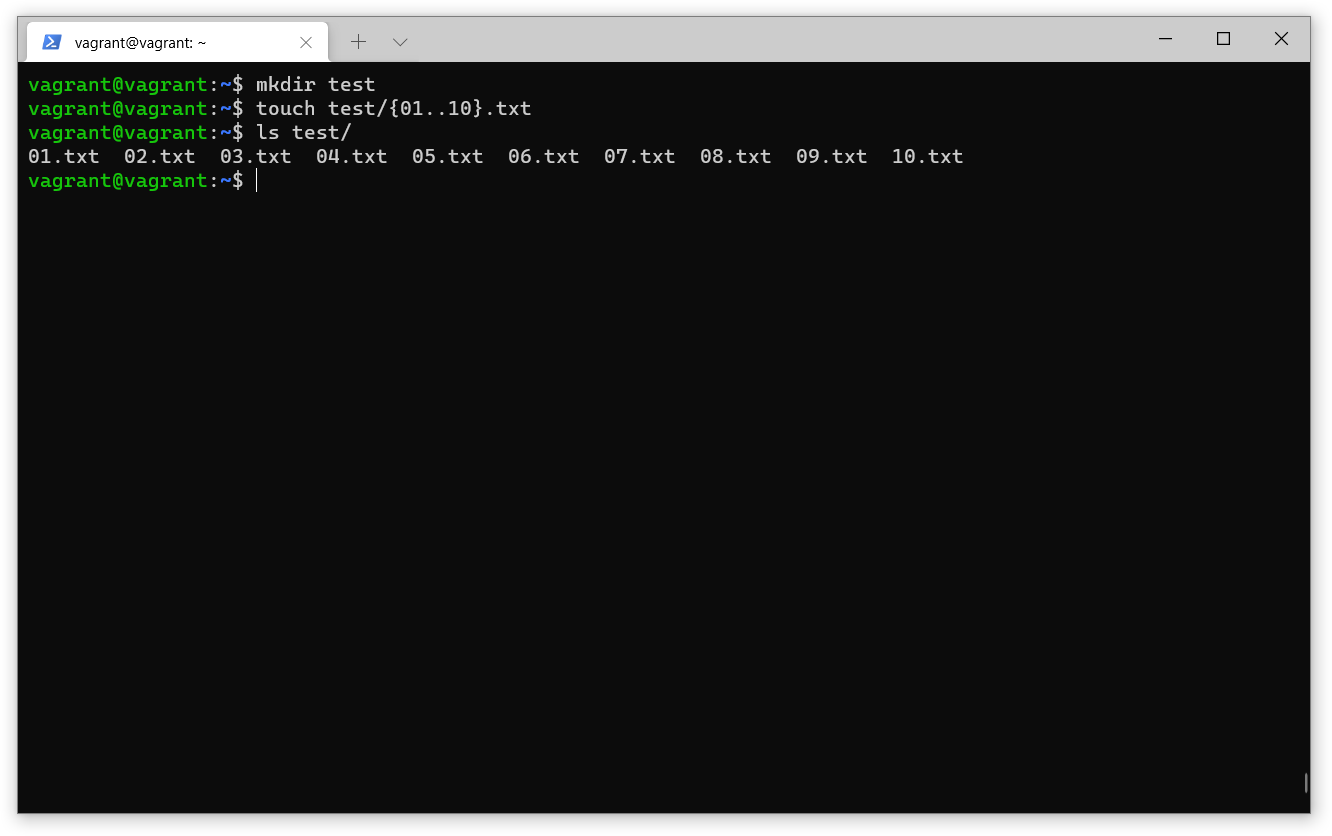 vagrant@vagrant: ~
vagrant@vagrant:~$ mkdir test
vagrant@vagrant:~$ touch test/{01..10}.txt
vagrant@vagrant:~$ ls test/
01.txt  02.txt  03.txt  04.txt  05.txt  06.txt  07.txt  08.txt  09.txt  10.txt
vagrant@vagrant:~$